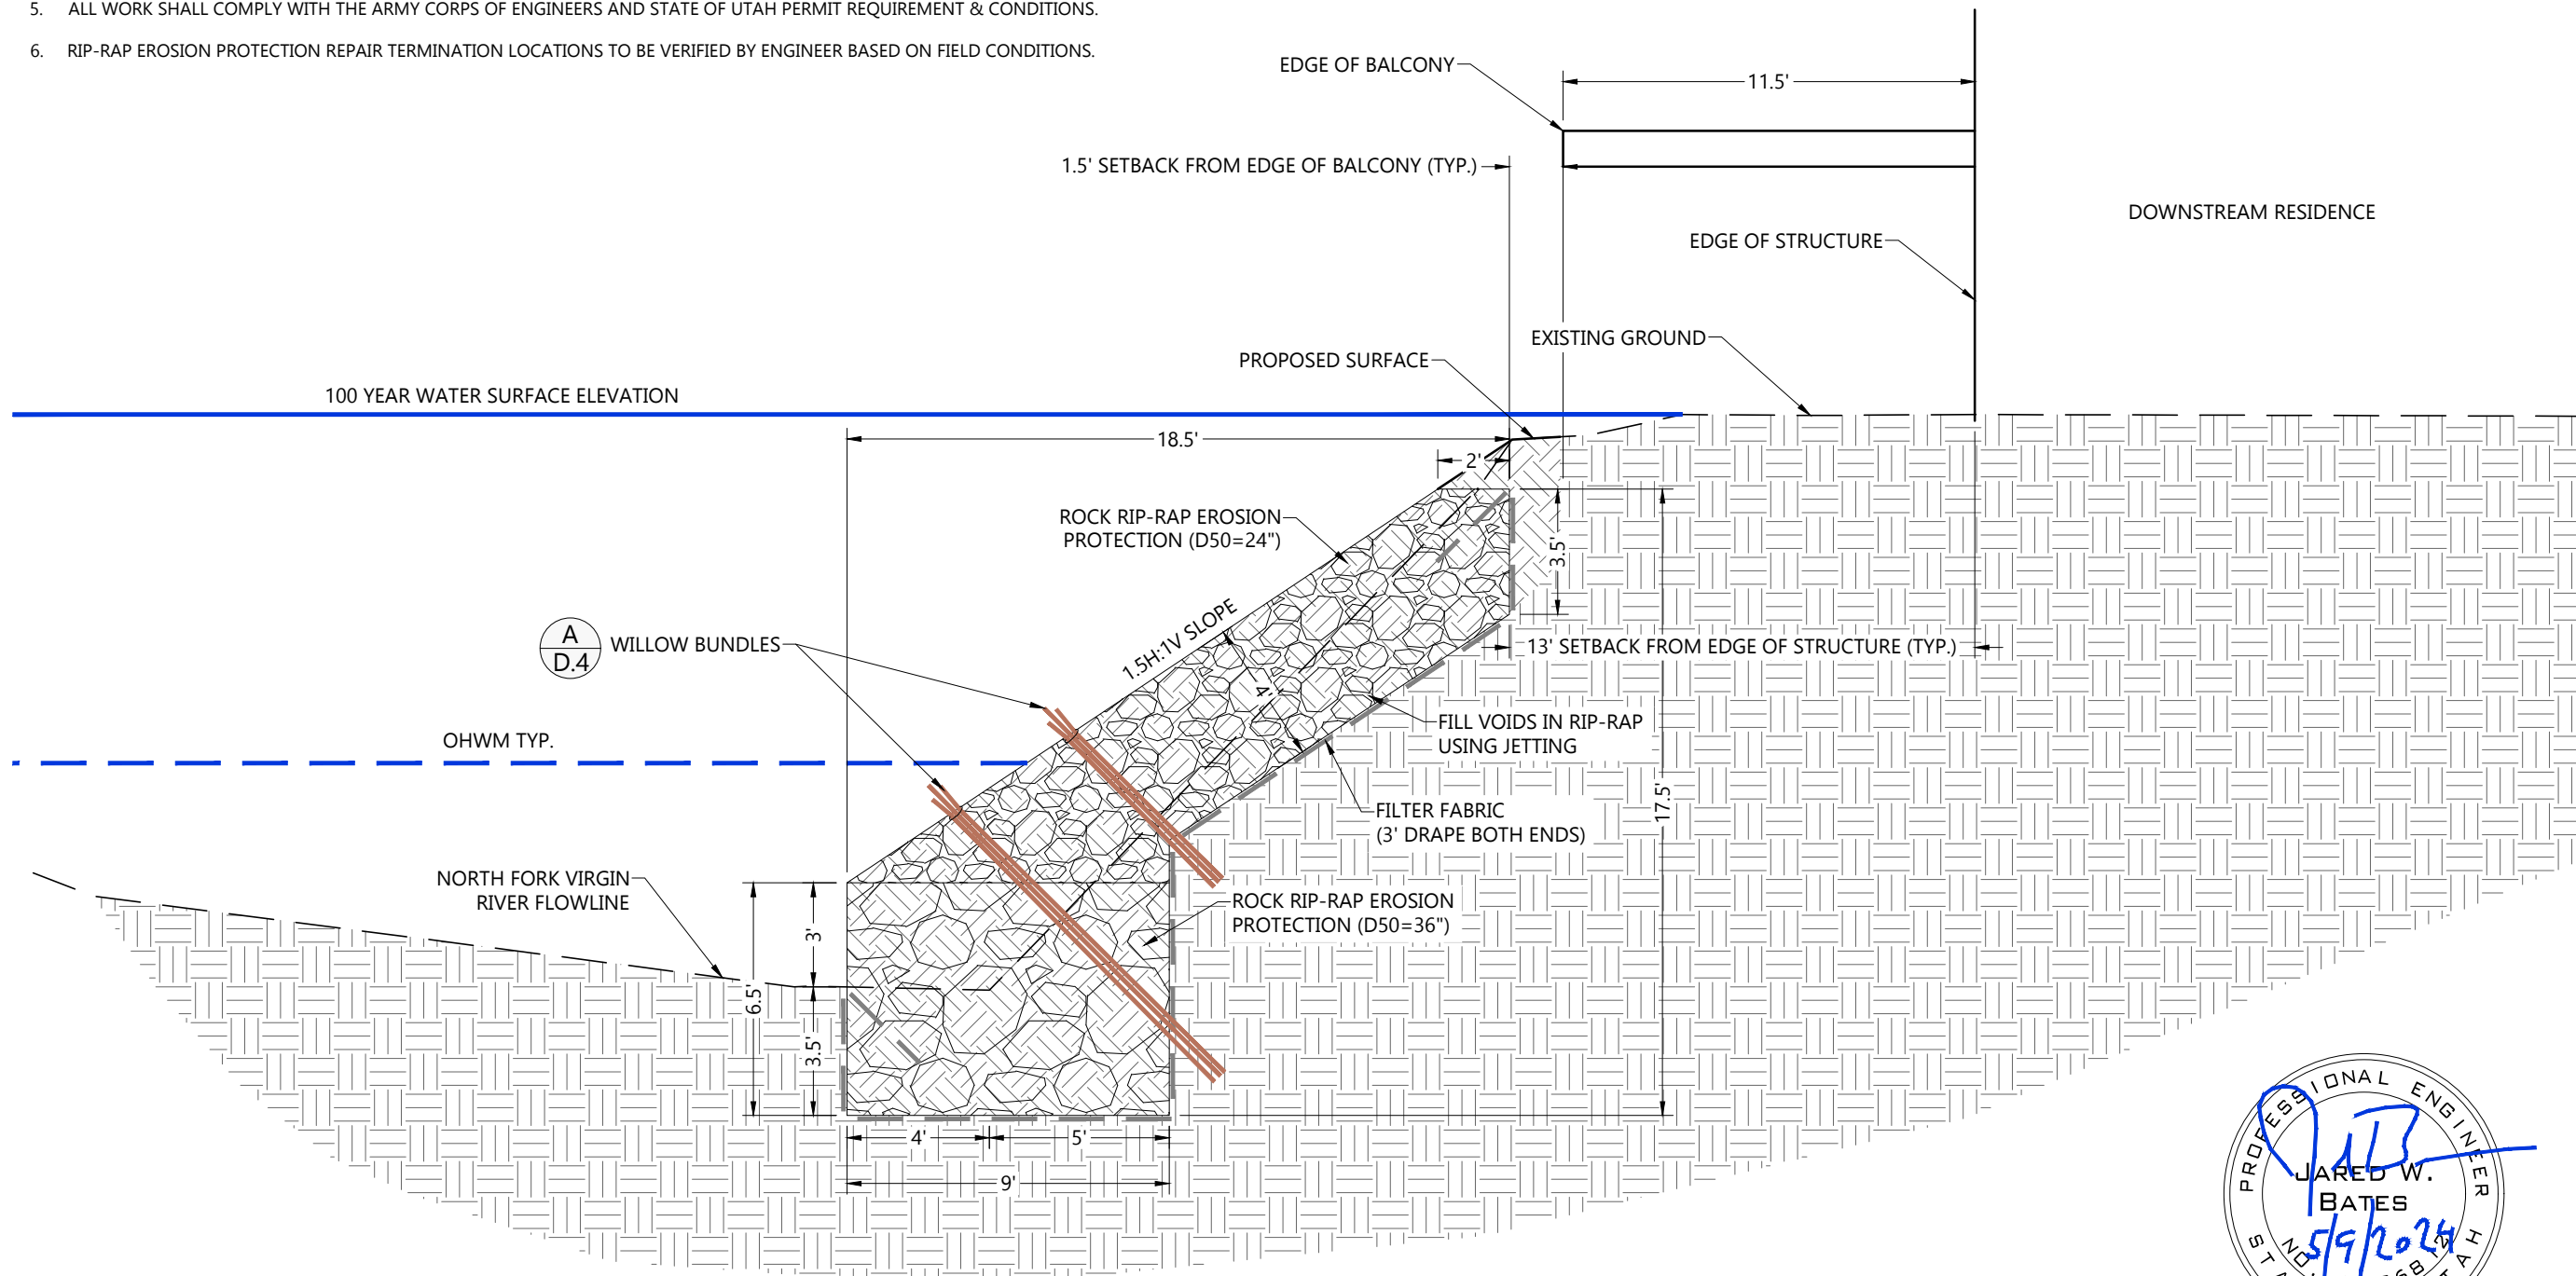 5. ALL WORK SHALL COMPLY WITH THE ARMY CORPS OF ENGINEERS AND STATE OF UTAH PERMIT REQUIREMENT & CONDITIONS.
6. RIP-RAP EROSION PROTECTION REPAIR TERMINATION LOCATIONS TO BE VERIFIED BY ENGINEER BASED ON FIELD CONDITIONS.
EDGE OF BALCONY
11.5'
1.5' SETBACK FROM EDGE OF BALCONY (TYP.)
DOWNSTREAM RESIDENCE
EDGE OF STRUCTURE
EXISTING GROUND
PROPOSED SURFACE
100 YEAR WATER SURFACE ELEVATION
18.5'
2'
ROCK RIP-RAP EROSION
PROTECTION (D50=24")
3.5'
1.5H:1V SLOPE
A
D.4
WILLOW BUNDLES
13' SETBACK FROM EDGE OF STRUCTURE (TYP.)
4'
FILL VOIDS IN RIP-RAP
USING JETTING
OHWM TYP.
17.5'
FILTER FABRIC
(3' DRAPE BOTH ENDS)
NORTH FORK VIRGIN
RIVER FLOWLINE
ROCK RIP-RAP EROSION
PROTECTION (D50=36")
3'
6.5'
3.5'
4'
5'
9'
PROFESSIONAL ENGINEER
JARED W.
BATES
5/9/2024